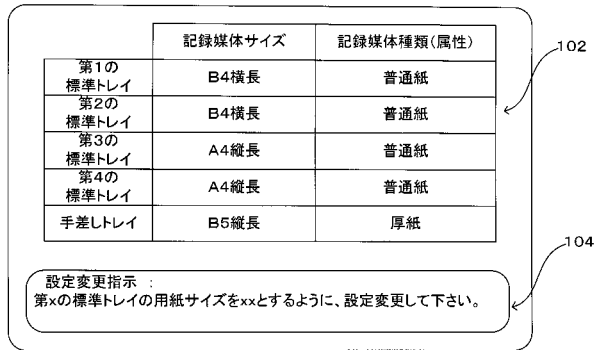 記録媒体サイズ 記録媒体種類(属性)
第1の
標準トレイ B4横長 普通紙
第2の
標準トレイ B4横長 普通紙
第3の
標準トレイ A4縦長 普通紙
第4の
標準トレイ A4縦長 普通紙
手差しトレイ B5縦長 厚紙
102
104
設定変更指示 :
第xの標準トレイの用紙サイズをxxとするように、設定変更して下さい。